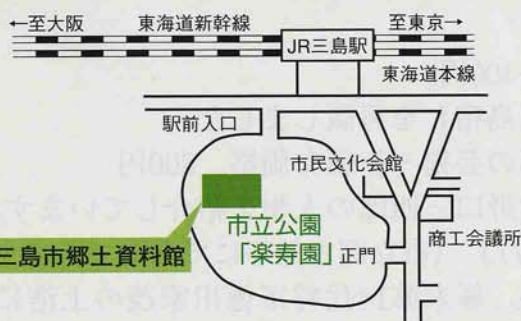 ←至大阪 東海道新幹線 至東京→
JR三島駅
東海道本線
駅前入口
市民文化会館
市立公園
「楽寿園」
正門
商工会議所
三島市郷土資料館